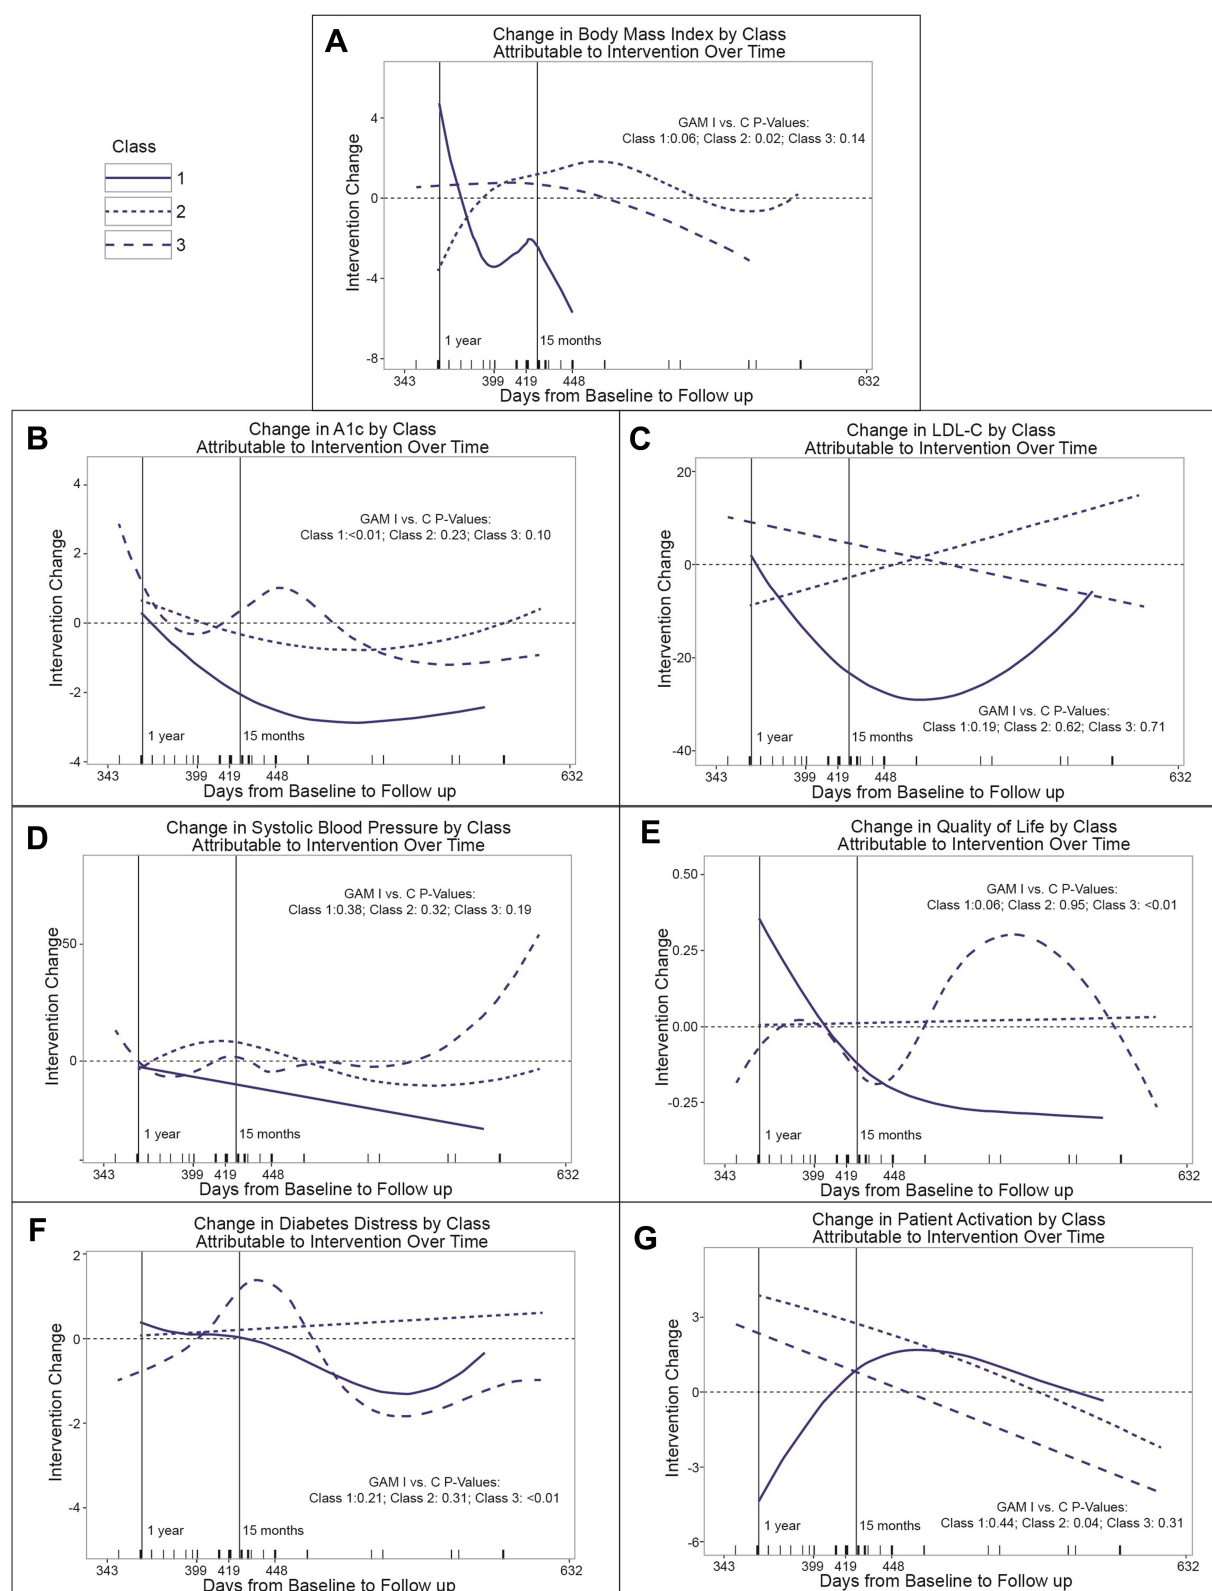 A
Change in Body Mass Index by Class
Attributable to Intervention Over Time
GAM I vs. C P-Values:
Class 1:0.06; Class 2: 0.02; Class 3: 0.14
Class
1
2
3
Intervention Change
4
0
-4
-8
1 year
15 months
343
399
419
448
632
Days from Baseline to Follow up
B
Change in A1c by Class
Attributable to Intervention Over Time
GAM I vs. C P-Values:
Class 1:<0.01; Class 2: 0.23; Class 3: 0.10
Intervention Change
4
2
0
-2
-4
1 year
15 months
343
399
419
448
632
Days from Baseline to Follow up
C
Change in LDL-C by Class
Attributable to Intervention Over Time
Intervention Change
20
0
-20
-40
GAM I vs. C P-Values:
Class 1:0.19; Class 2: 0.62; Class 3: 0.71
1 year
15 months
343
399
419
448
632
Days from Baseline to Follow up
D
Change in Systolic Blood Pressure by Class
Attributable to Intervention Over Time
GAM I vs. C P-Values:
Class 1:0.38; Class 2: 0.32; Class 3: 0.19
Intervention Change
50
0
1 year
15 months
343
399
419
448
632
Days from Baseline to Follow up
E
Change in Quality of Life by Class
Attributable to Intervention Over Time
GAM I vs. C P-Values:
Class 1:0.06; Class 2: 0.95; Class 3: <0.01
Intervention Change
0.50
0.25
0.00
-0.25
1 year
15 months
343
399
419
448
632
Days from Baseline to Follow up
F
Change in Diabetes Distress by Class
Attributable to Intervention Over Time
Intervention Change
2
0
-2
-4
GAM I vs. C P-Values:
Class 1:0.21; Class 2: 0.31; Class 3: <0.01
1 year
15 months
343
399
419
448
632
Days from Baseline to Follow up
G
Change in Patient Activation by Class
Attributable to Intervention Over Time
Intervention Change
3
0
-3
-6
GAM I vs. C P-Values:
Class 1:0.44; Class 2: 0.04; Class 3: 0.31
1 year
15 months
343
399
419
448
632
Days from Baseline to Follow up